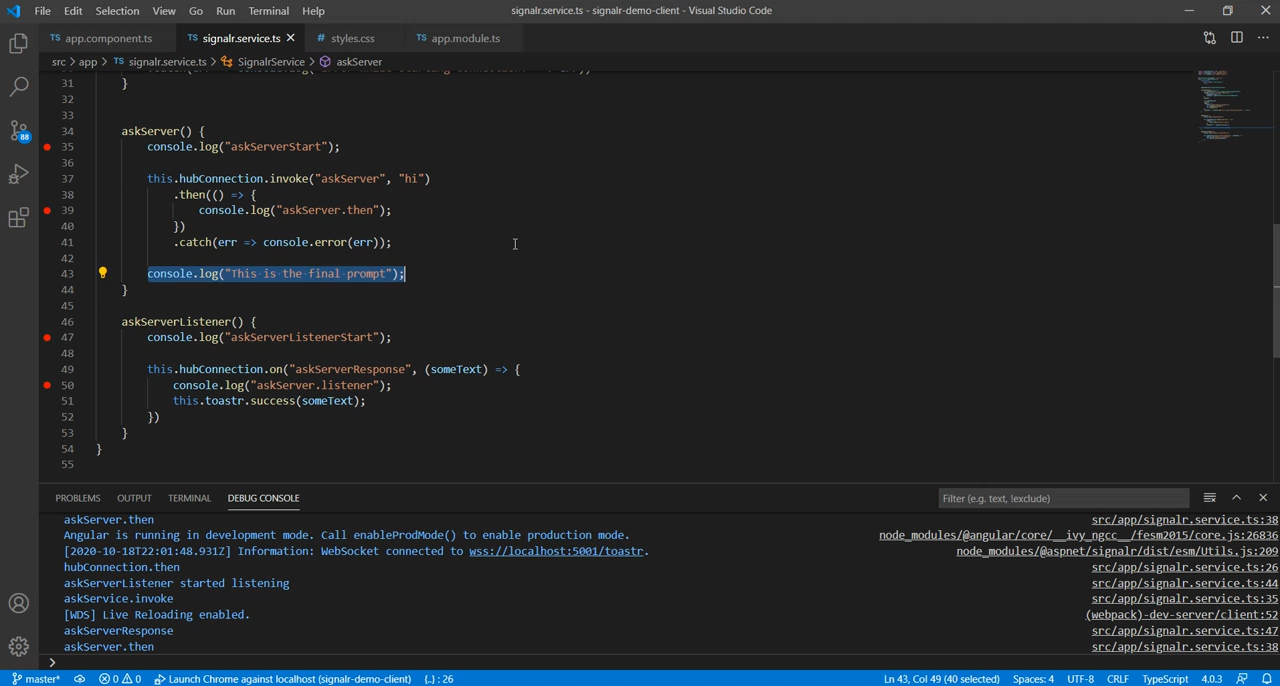 File Edit Selection View Go Run Terminal Help signalr.service.ts - signalr-demo-client - Visual Studio Code
TS app.component.ts TS signalr.service.ts # styles.css TS app.module.ts
src > app > TS signalr.service.ts > SignalrService > askServer
31 }
32
33
34 askServer() {
35 console.log("askServerStart");
36
37 this.hubConnection.invoke("askServer", "hi")
38 .then(() => {
39 console.log("askServer.then");
40 })
41 .catch(err => console.error(err));
42
43 console.log("This is the final prompt");
44 }
45
46 askServerListener() {
47 console.log("askServerListenerStart");
48
49 this.hubConnection.on("askServerResponse", (someText) => {
50 console.log("askServer.listener");
51 this.toastr.success(someText);
52 })
53 }
54 }
55
88
PROBLEMS OUTPUT TERMINAL DEBUG CONSOLE Filter (e.g. text, !exclude)
askServer.then src/app/signalr.service.ts:38
Angular is running in development mode. Call enableProdMode() to enable production mode. node_modules/@angular/core/__ivy_ngcc__/fesm2015/core.js:26836
[2020-10-18T22:01:48.931Z] Information: WebSocket connected to wss://localhost:5001/toastr. node_modules/@aspnet/signalr/dist/esm/Utils.js:209
hubConnection.then src/app/signalr.service.ts:26
askServerListener started listening src/app/signalr.service.ts:44
askService.invoke src/app/signalr.service.ts:35
[WDS] Live Reloading enabled. (webpack)-dev-server/client:52
askServerResponse src/app/signalr.service.ts:47
askServer.then src/app/signalr.service.ts:38
>
master* 0 0 Launch Chrome against localhost (signalr-demo-client) {..} : 26 Ln 43, Col 49 (40 selected) Spaces: 4 UTF-8 CRLF TypeScript 4.0.3